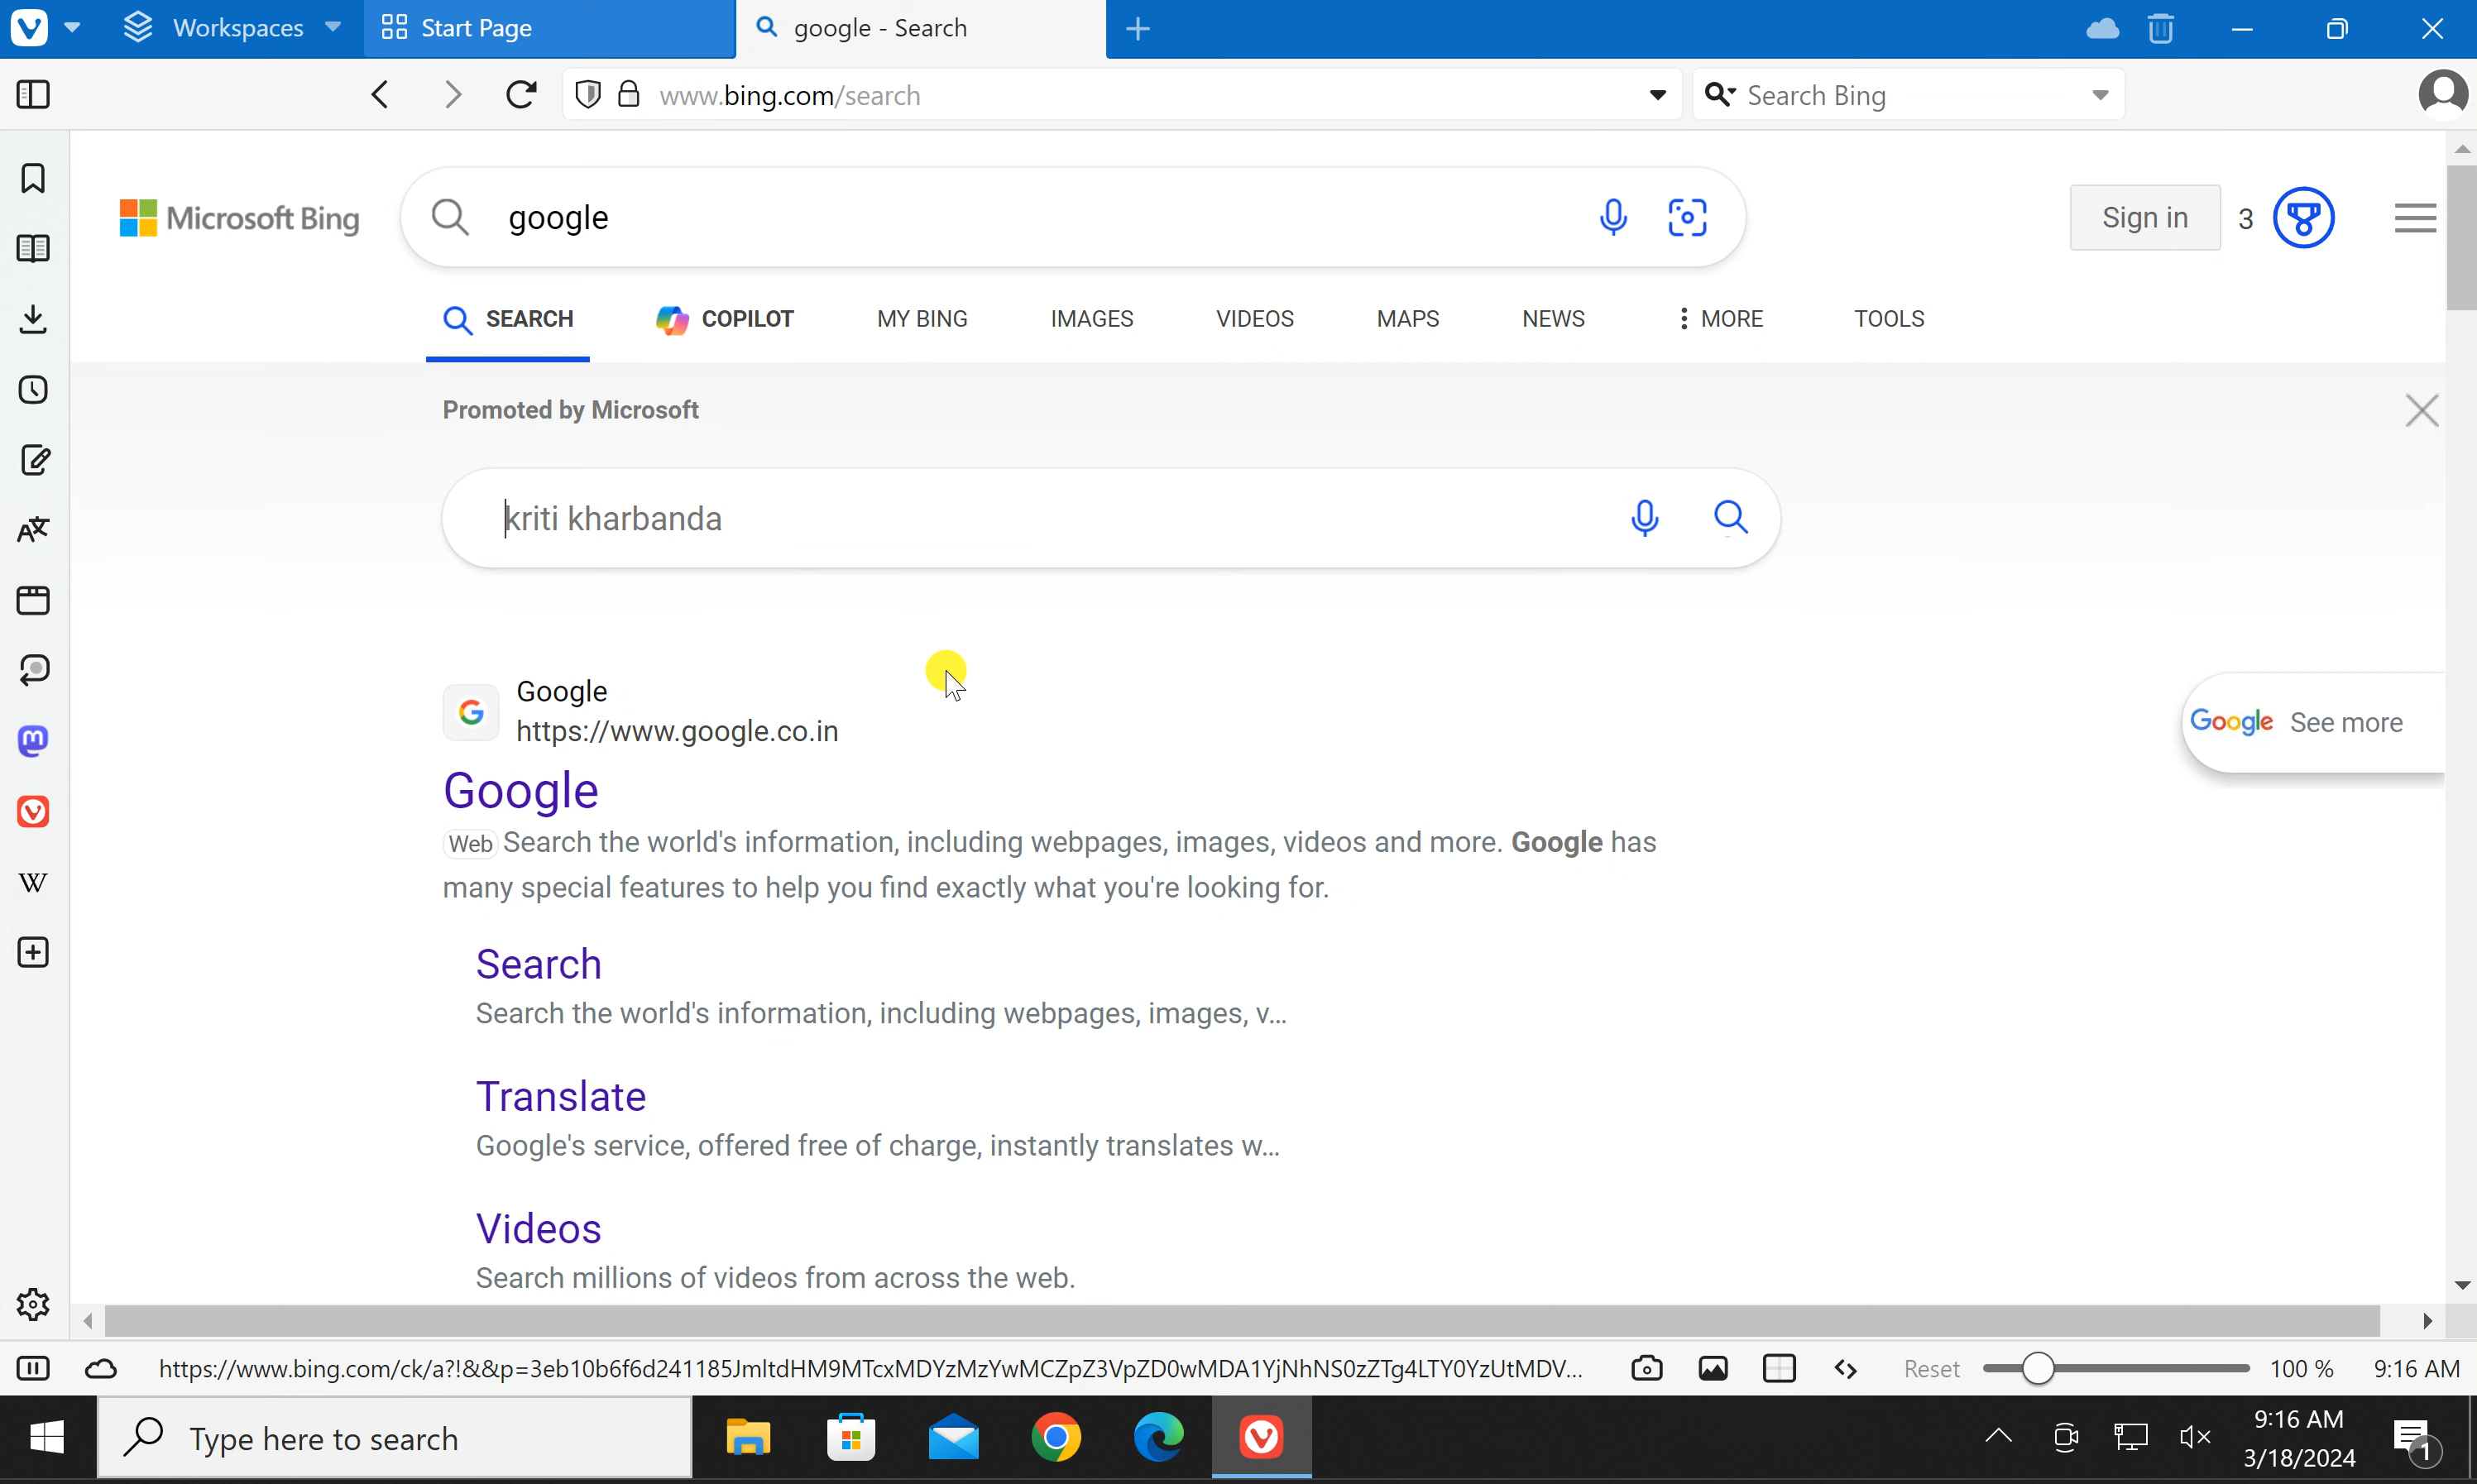 Workspaces
Start Page
google - Search
www.bing.com/search
Search Bing
Microsoft Bing
google
Sign in
3
SEARCH
COPILOT
MY BING
IMAGES
VIDEOS
MAPS
NEWS
MORE
TOOLS
Promoted by Microsoft
kriti kharbanda
Google
https://www.google.co.in
Google See more
Google
Web Search the world's information, including webpages, images, videos and more. Google has
many special features to help you find exactly what you're looking for.
Search
Search the world's information, including webpages, images, v...
Translate
Google's service, offered free of charge, instantly translates w...
Videos
Search millions of videos from across the web.
https://www.bing.com/ck/a?!&&p=3eb10b6f6d241185JmltdHM9MTcxMDYzMzYwMCZpZ3VpZD0wMDA1YjNhNS0zZTg4LTY0YzUtMDV...
Reset
100 %
9:16 AM
Type here to search
9:16 AM
3/18/2024
1